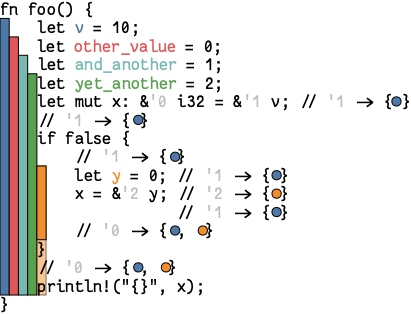 fn foo() {
let v = 10;
let other_value = 0;
let and_another = 1;
let yet_another = 2;
let mut x: &'0 i32 = &'1 v; // '1 → {●}
// '1 → {●}
if false {
// '1 → {●}
let y = 0; // '1 → {●}
x = &'2 y; // '2 → {●}
// '1 → {●}
// '0 → {●, ●}
}
// '0 → {●, ●}
println!("{}", x);
}